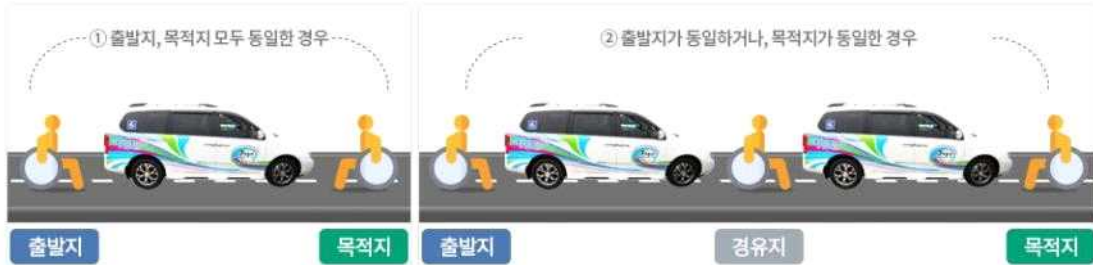 ① 출발지, 목적지 모두 동일한 경우
② 출발지가 동일하거나, 목적지가 동일한 경우
출발지
목적지
출발지
경유지
목적지